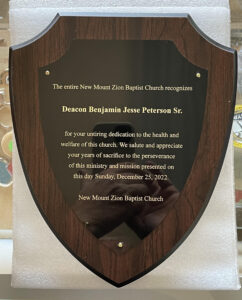 The entire New Mount Zion Baptist Church recognizes
Deacon Benjamin Jesse Peterson Sr.
for your untiring dedication to the health and
welfare of this church. We salute and appreciate
your years of sacrifice to the perseverance
of this ministry and mission presented on
this day Sunday, December 25, 2022
New Mount Zion Baptist Church